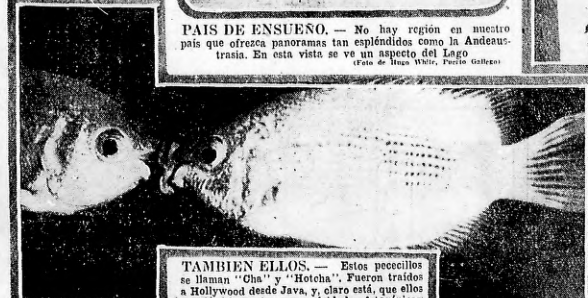 PAIS DE ENSUEÑO. — No hay región en nuestro
país que ofrezca panoramas tan espléndidos como la Andeaus-
trasia. En esta vista se ve un aspecto del Lago
(Foto de Hugo White, Puerto Gallegos)
TAMBIEN ELLOS. — Estos pececillos
se llaman "Cha" y "Hotcha". Fueron traídos
a Hollywood desde Java, y, claro está, que ellos